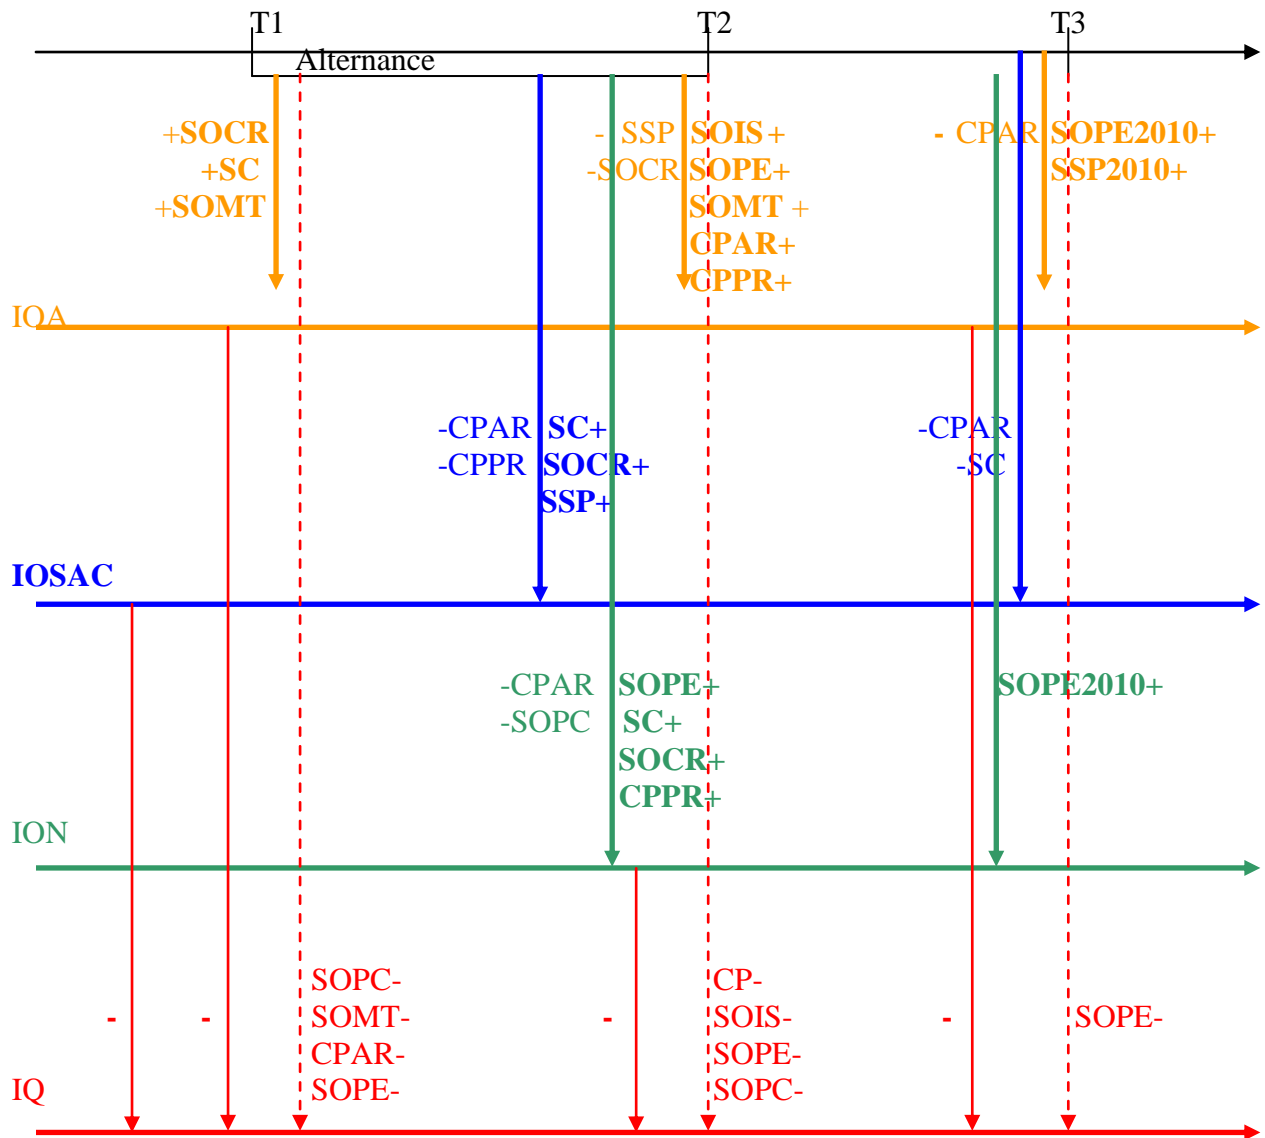 T1 T2 T3
Alternance
+SOCR - SSP SOIS + - CPAR SOPE2010+
+SC -SOCR SOPE+ SSP2010+
+SOMT SOMT +
CPAR+
CPPR+
IOA
-CPAR SC+ -CPAR
-CPPR SOCR+ -SC
SSP+
IOSAC
-CPAR SOPE+ SOPE2010+
-SOPC SC+
SOCR+
CPPR+
ION
SOPC- CP-
- - SOMT- - SOIS- - SOPE-
CPAR- SOPE-
IQ SOPE- SOPC-